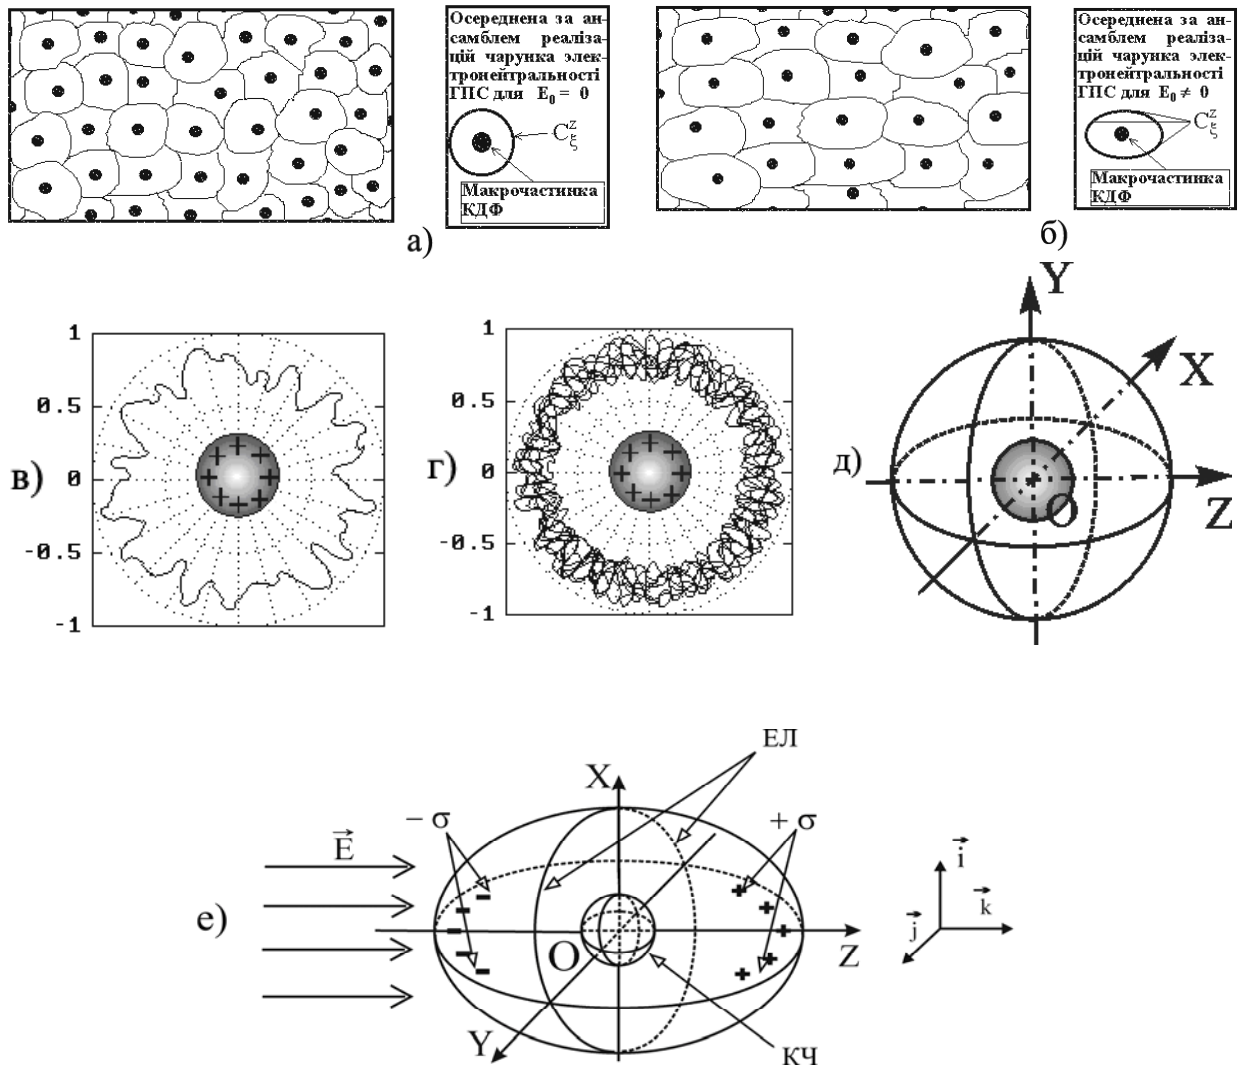 Осереднена за ан-
самблем реаліза-
цій чарунка элек-
тронейтральності
ГПС для E₀ = 0
C_ξ^z
Макрочастинка
КДФ
а)
Осереднена за ан-
самблем реаліза-
цій чарунка элек-
тронейтральності
ГПС для E₀ ≠ 0
C_ξ^z
Макрочастинка
КДФ
б)
в)
1
0.5
0
-0.5
-1
г)
1
0.5
0
-0.5
-1
д)
Y
X
Z
O
е)
E
− σ
X
ЕЛ
+ σ
O
Z
Y
КЧ
i
k
j